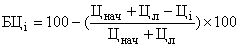 БЦi = 100 − (Цнач + Цл − Цi / Цнач + Цл) × 100